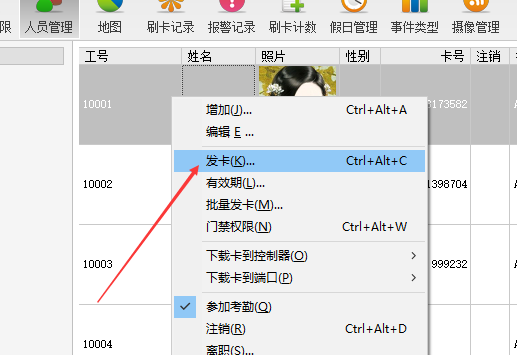 限 人员管理 地图 刷卡记录 报警记录 刷卡计数 假日管理 事件类型 摄像管理
工号 姓名 照片 性别 卡号 注销
10001 3173582
增加(J)... Ctrl+Alt+A
编辑 E ...
发卡(K)... Ctrl+Alt+C
10002 有效期(L)... 1398704
批量发卡(M)...
门禁权限(N) Ctrl+Alt+W
下载卡到控制器(O)
10003 999232
下载卡到端口(P)
参加考勤(Q)
注销(R) Ctrl+Alt+D
10004
离职(S)...